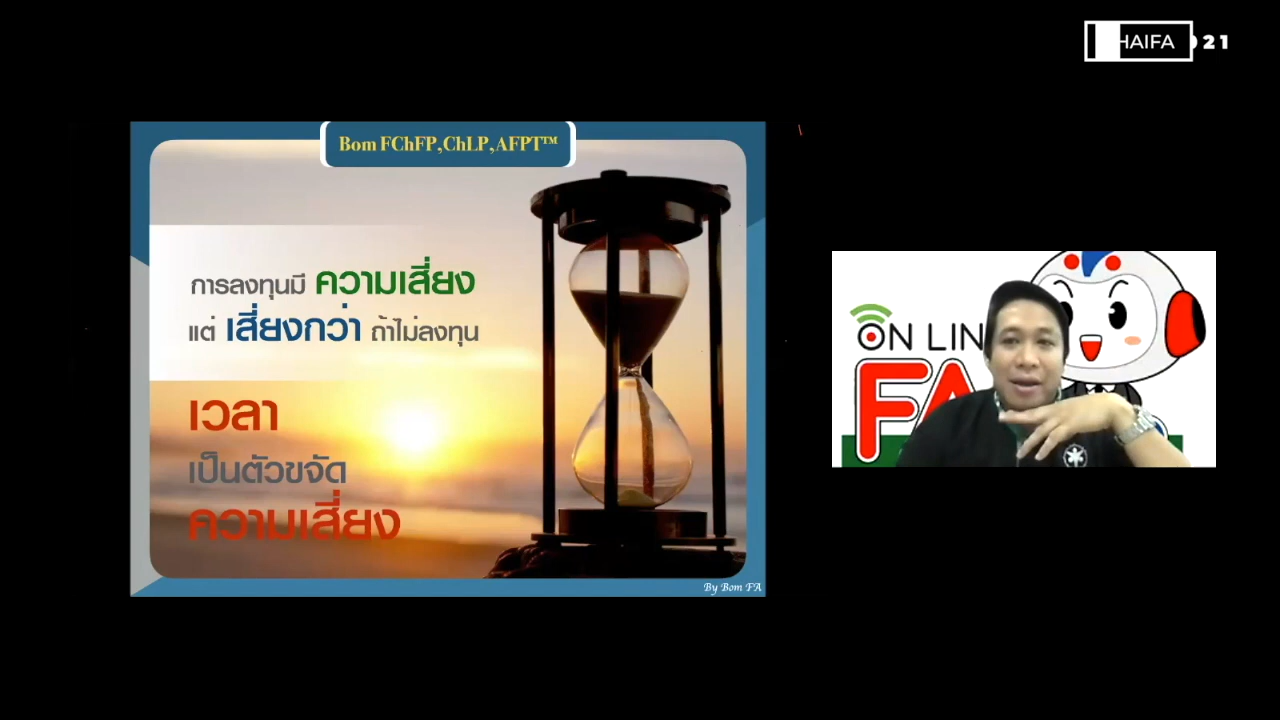 HAIFA
21
Bom FChFP,ChLP,AFPT™
การลงทุนมี ความเสี่ยง
แต่ เสี่ยงกว่า ถ้าไม่ลงทุน
เวลา
เป็นตัวขจัด
ความเสี่ยง
By Bom FA
ON LIN
FA